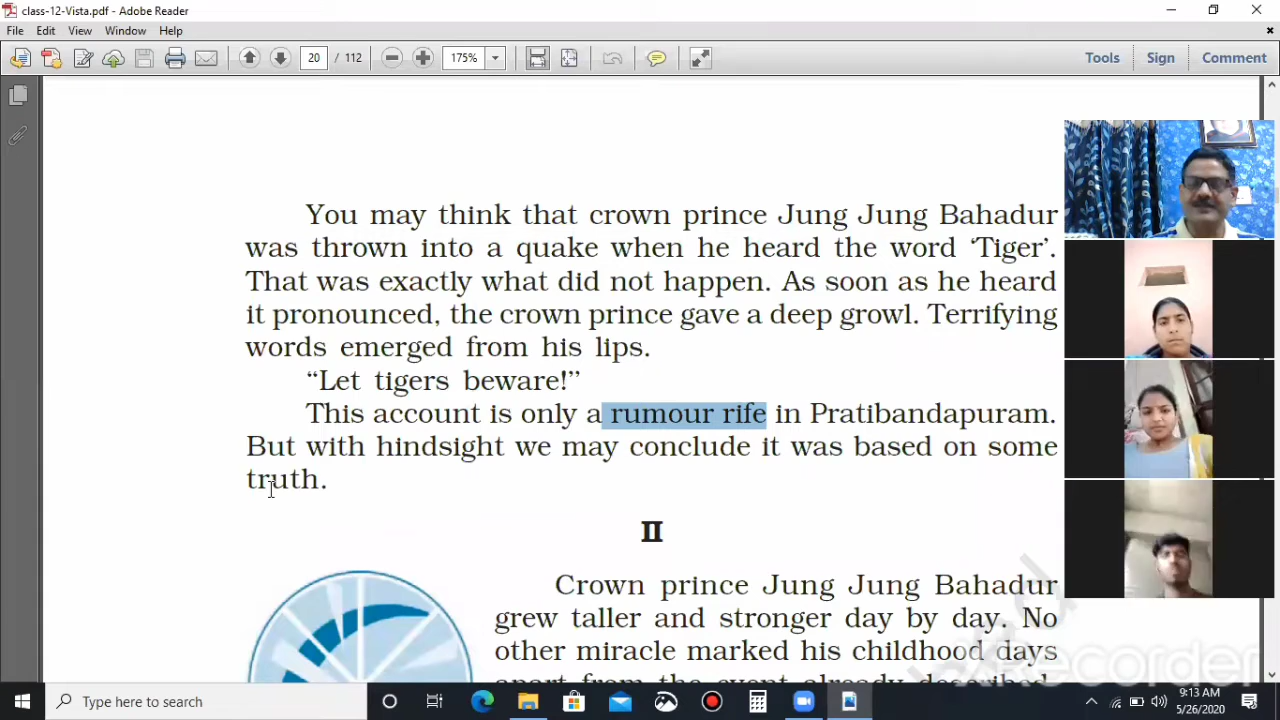 class-12-Vista.pdf - Adobe Reader
File Edit View Window Help
20 / 112 175% Tools Sign Comment
You may think that crown prince Jung Jung Bahadur
was thrown into a quake when he heard the word ‘Tiger’.
That was exactly what did not happen. As soon as he heard
it pronounced, the crown prince gave a deep growl. Terrifying
words emerged from his lips.
“Let tigers beware!’’
This account is only a rumour rife in Pratibandapuram.
But with hindsight we may conclude it was based on some
truth.
II
Crown prince Jung Jung Bahadur
grew taller and stronger day by day. No
other miracle marked his childhood days
apart from the event already described.
Type here to search
9:13 AM
5/26/2020